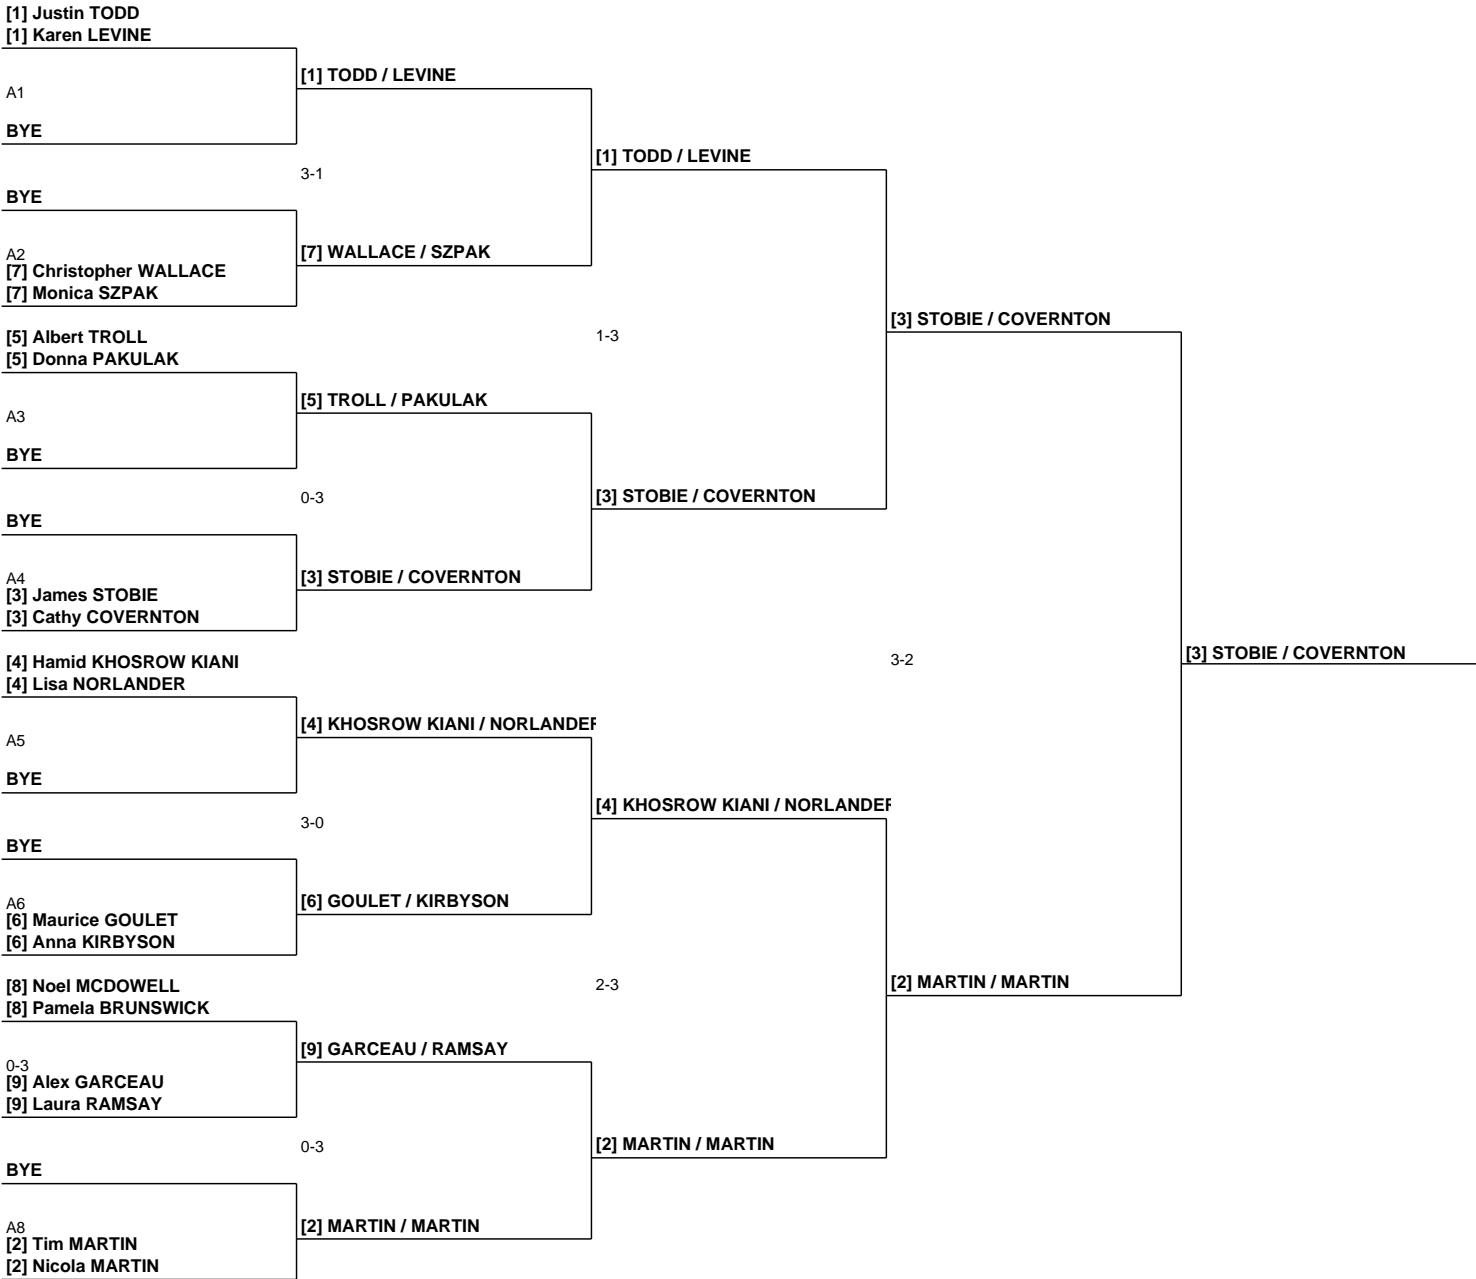 [1] Justin TODD
[1] Karen LEVINE
[1] TODD / LEVINE
A1
BYE
[1] TODD / LEVINE
3-1
BYE
A2
[7] WALLACE / SZPAK
[7] Christopher WALLACE
[7] Monica SZPAK
[3] STOBIE / COVERNTON
[5] Albert TROLL
1-3
[5] Donna PAKULAK
[5] TROLL / PAKULAK
A3
BYE
0-3
[3] STOBIE / COVERNTON
BYE
A4
[3] STOBIE / COVERNTON
[3] James STOBIE
[3] Cathy COVERNTON
[4] Hamid KHOSROW KIANI
3-2
[3] STOBIE / COVERNTON
[4] Lisa NORLANDER
[4] KHOSROW KIANI / NORLANDER
A5
BYE
[4] KHOSROW KIANI / NORLANDER
3-0
BYE
A6
[6] GOULET / KIRBYSON
[6] Maurice GOULET
[6] Anna KIRBYSON
[8] Noel MCDOWELL
2-3
[2] MARTIN / MARTIN
[8] Pamela BRUNSWICK
[9] GARCEAU / RAMSAY
0-3
[9] Alex GARCEAU
[9] Laura RAMSAY
0-3
[2] MARTIN / MARTIN
BYE
A8
[2] MARTIN / MARTIN
[2] Tim MARTIN
[2] Nicola MARTIN